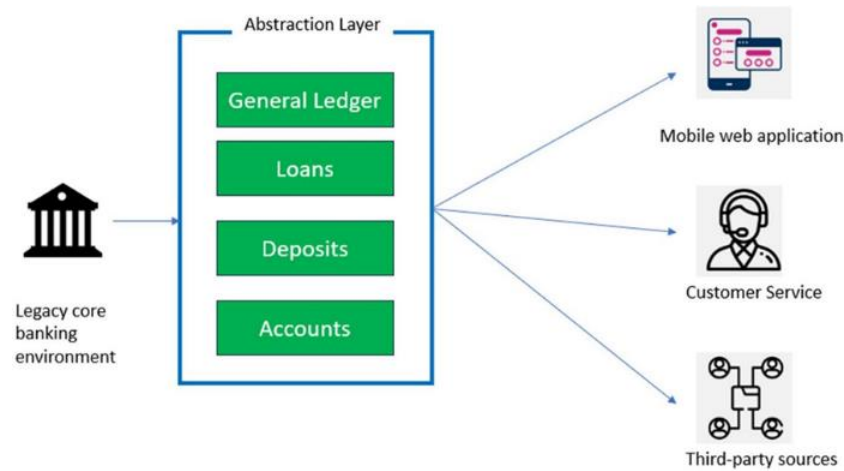 Abstraction Layer
General Ledger
Loans
Deposits
Accounts
Legacy core
banking
environment
Mobile web application
Customer Service
Third-party sources